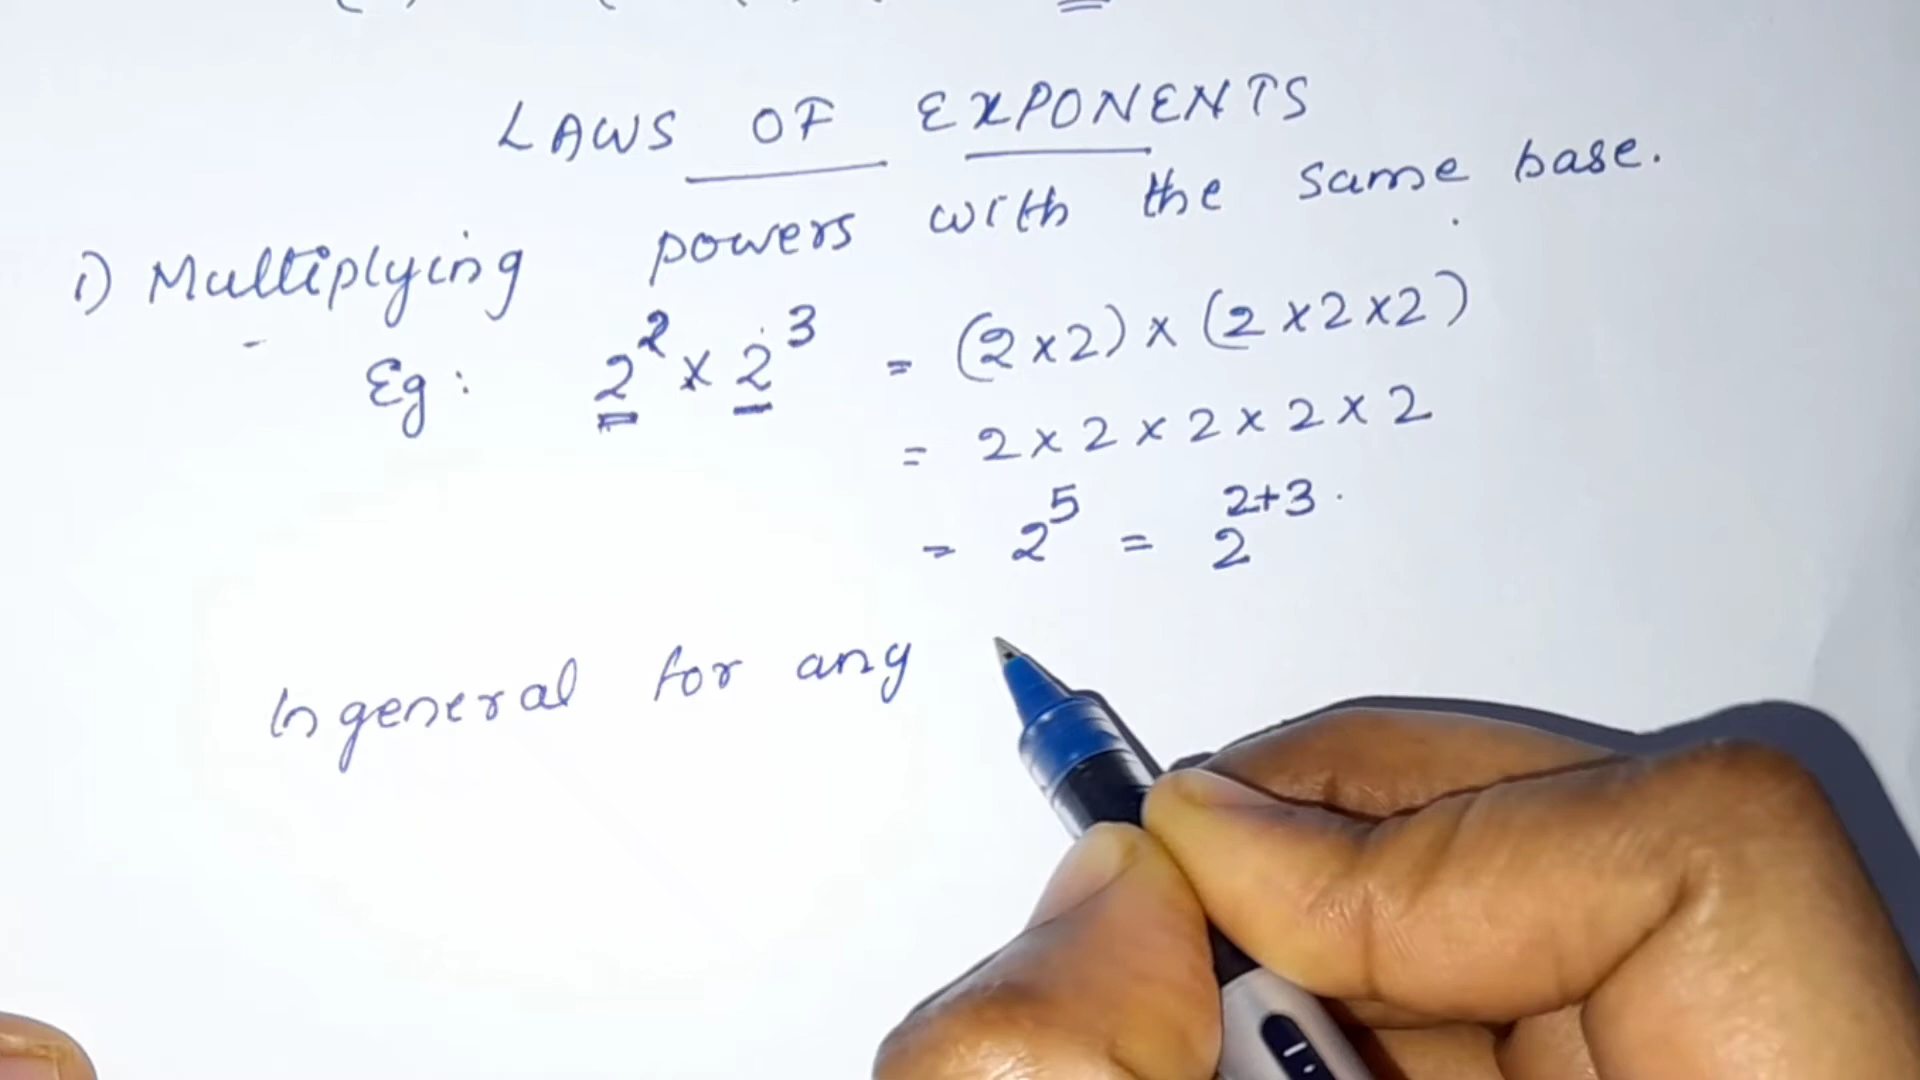 LAWS OF EXPONENTS
1) Multiplying powers with the same base.
Eg: 2² × 2³ = (2×2) × (2×2×2)
= 2 × 2 × 2 × 2 × 2
= 2⁵ = 2²⁺³.
In general for any